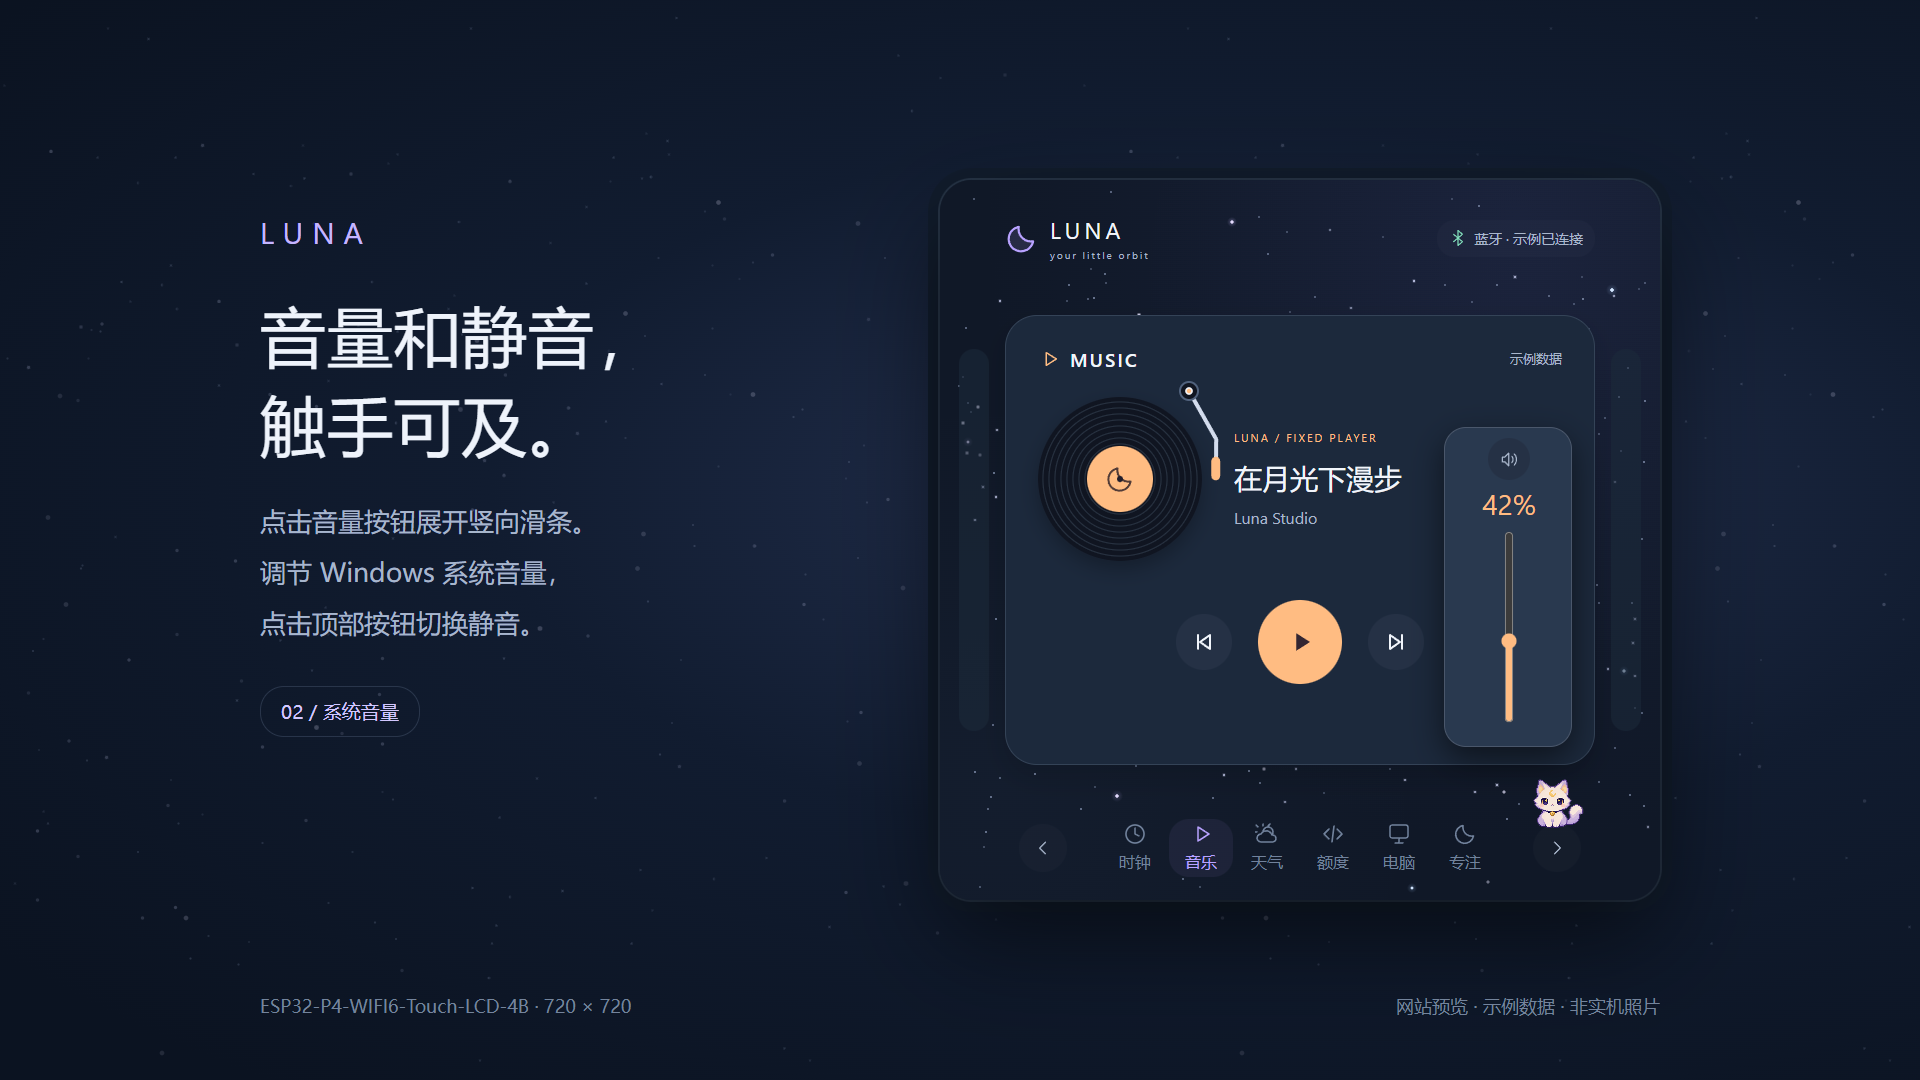 LUNA
音量和静音，
触手可及。
点击音量按钮展开竖向滑条。
调节 Windows 系统音量，
点击顶部按钮切换静音。
02 / 系统音量
LUNA
your little orbit
蓝牙 · 示例已连接
MUSIC
示例数据
LUNA / FIXED PLAYER
在月光下漫步
Luna Studio
42%
时钟
音乐
天气
额度
电脑
专注
ESP32-P4-WIFI6-Touch-LCD-4B · 720 × 720
网站预览 · 示例数据 · 非实机照片